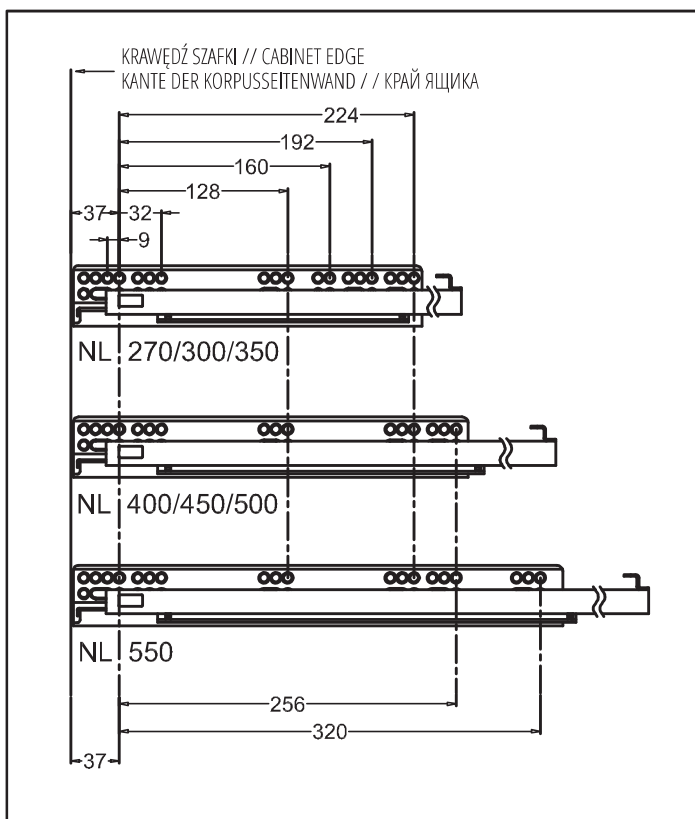 KRAWĘDŹ SZAFKI // CABINET EDGE
KANTE DER KORPUSSEITENWAND / / КРАЙ ЯЩИКА
224
192
160
128
37 32
9
NL 270/300/350
NL 400/450/500
NL 550
256
320
37